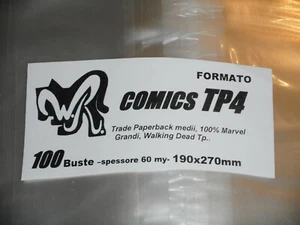 FORMATO
COMICS TP4
Trade Paperback medii, 100% Marvel
Grandi, Walking Dead Tp..
100 Buste -spessore 60 my- 190x270mm